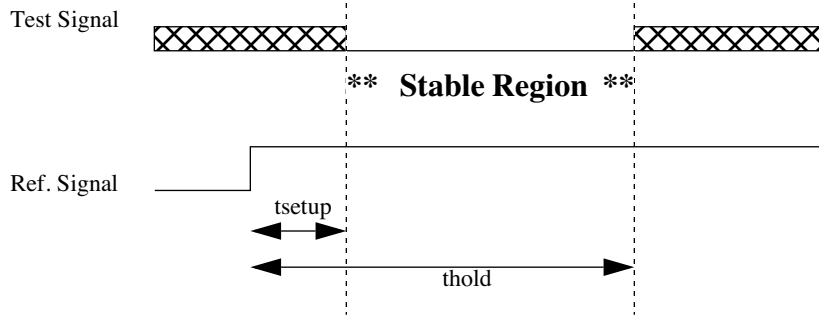 Test Signal
** Stable Region **
Ref. Signal
tsetup
thold